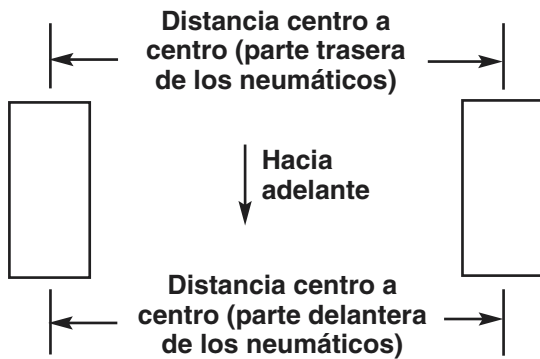 Distancia centro a
centro (parte trasera
de los neumáticos)
Hacia
adelante
Distancia centro a
centro (parte delantera
de los neumáticos)